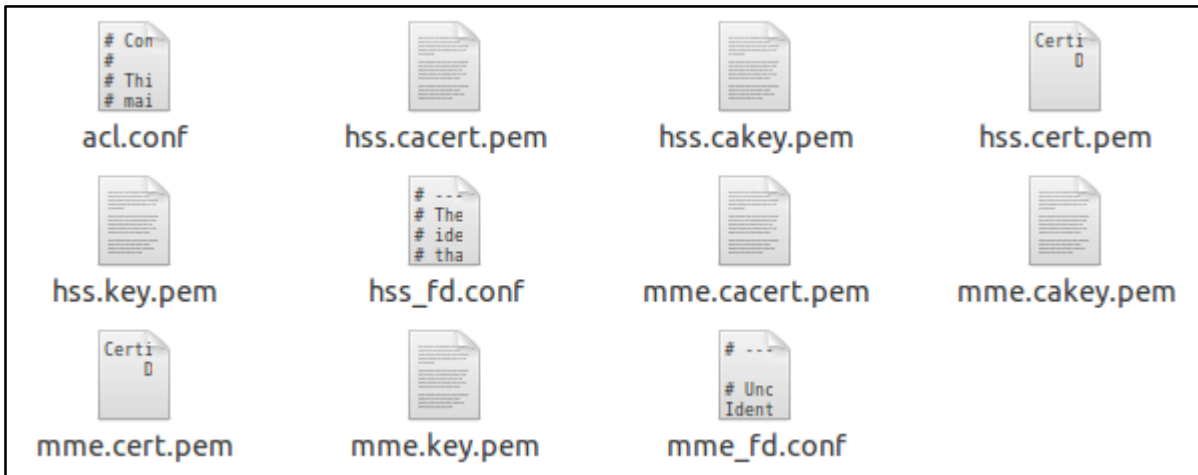 # Con
#
# Thi
# mai
acl.conf
hss.cacert.pem
hss.cakey.pem
Certi
D
hss.cert.pem
hss.key.pem
# ---
# The
# ide
# tha
hss_fd.conf
mme.cacert.pem
mme.cakey.pem
Certi
D
mme.cert.pem
mme.key.pem
# ---
# Unc
Ident
mme_fd.conf